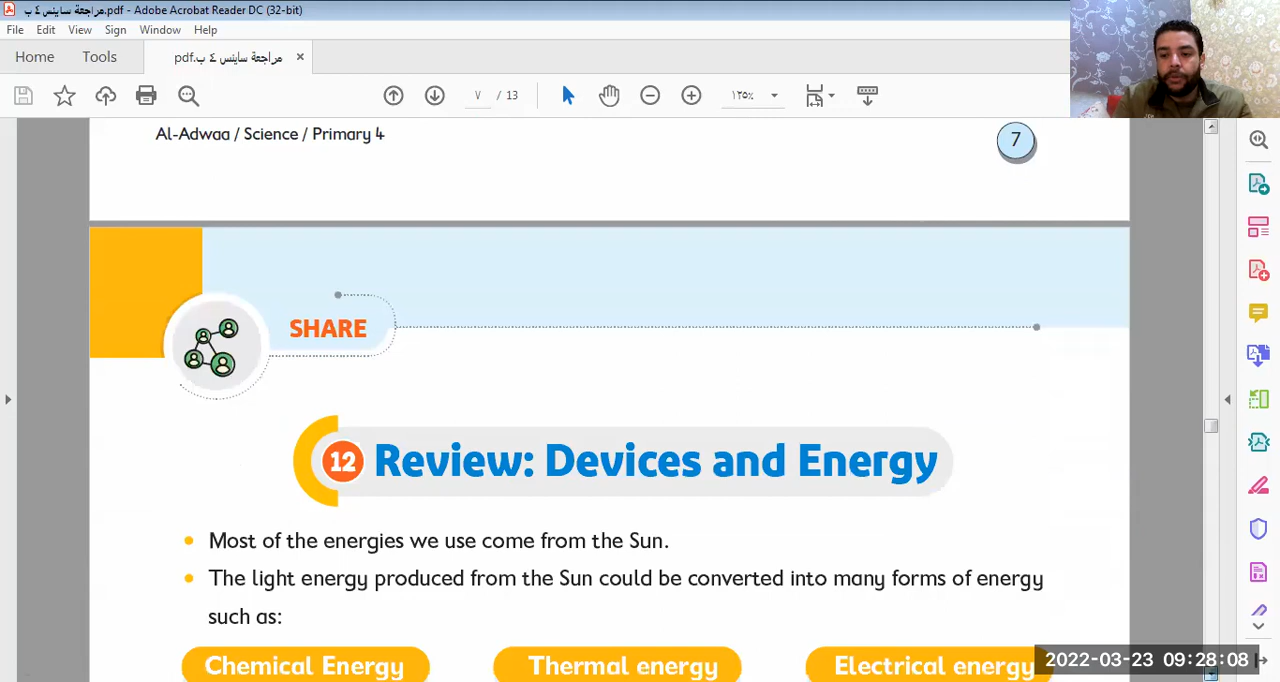 مراجعة ساينس ٤ ب.pdf - Adobe Acrobat Reader DC (32-bit)
File Edit View Sign Window Help
Home Tools مراجعة ساينس ٤ ب.pdf ×
٧ / 13 ١٢٥%
Al-Adwaa / Science / Primary 4
7
SHARE
12 Review: Devices and Energy
Most of the energies we use come from the Sun.
The light energy produced from the Sun could be converted into many forms of energy
such as:
Chemical Energy Thermal energy Electrical energy
2022-03-23 09:28:08